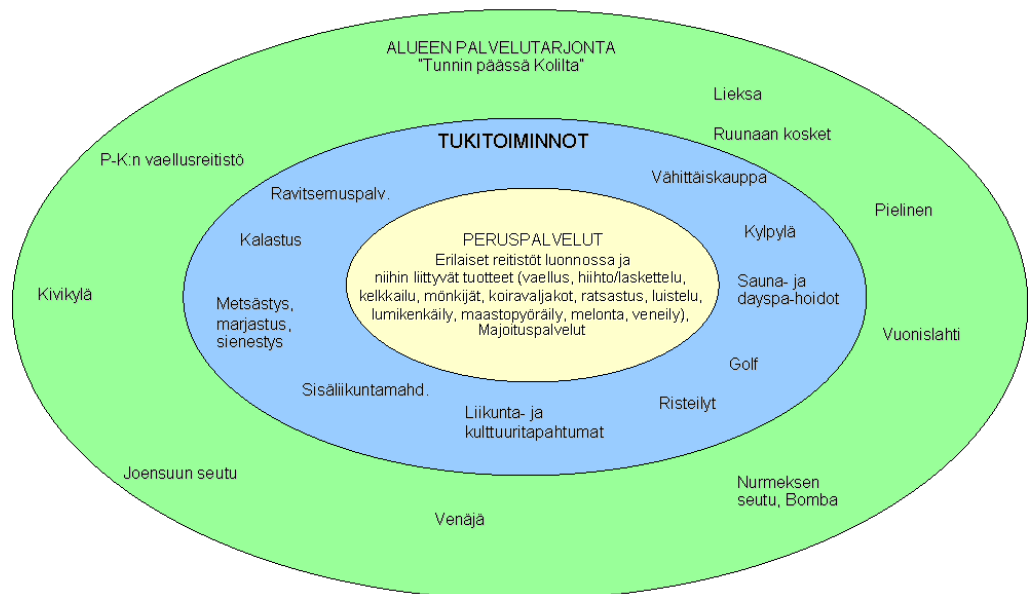 ALUEEN PALVELUTARJONTA
"Tunnin päässä Kolilta"
Lieksa
Ruunaan kosket
P-K:n vaellusreitistö
Pielinen
Kivikylä
Vuonislahti
Joensuun seutu
Nurmeksen
seutu, Bomba
Venäjä
TUKITOIMINNOT
Vähittäiskauppa
Ravitsemuspalv.
Kylpylä
Kalastus
Sauna- ja
dayspa-hoidot
Metsästys,
marjastus,
sienestys
Golf
Sisäliikuntamahd.
Risteilyt
Liikunta- ja
kulttuuritapahtumat
PERUSPALVELUT
Erilaiset reitistöt luonnossa ja
niihin liittyvät tuotteet (vaellus, hiihto/laskettelu,
kelkkailu, mönkijät, koiravaljakot, ratsastus, luistelu,
lumikenkäily, maastopyöräily, melonta, veneily),
Majoituspalvelut